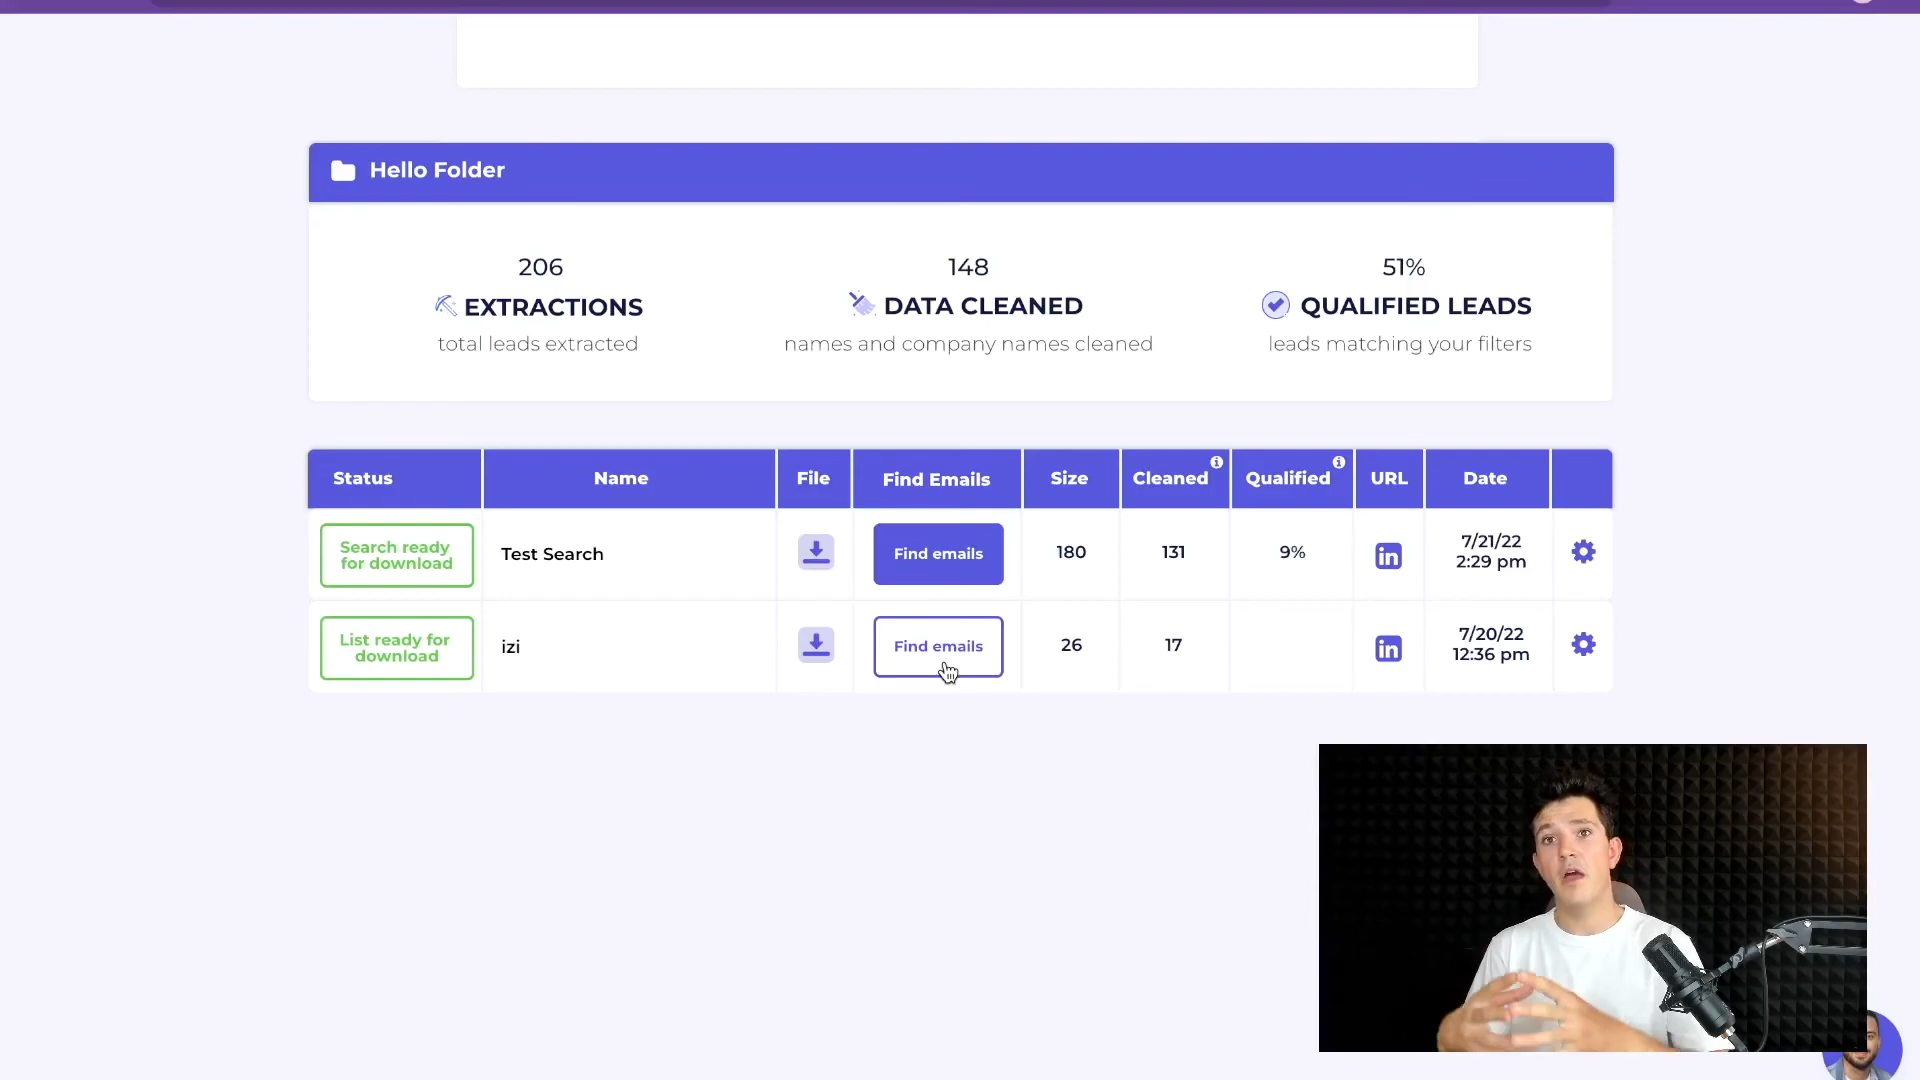 Hello Folder
206
EXTRACTIONS
total leads extracted
148
DATA CLEANED
names and company names cleaned
51%
QUALIFIED LEADS
leads matching your filters
Status Name File Find Emails Size Cleaned Qualified URL Date
Search ready
for download
Test Search
Find emails
180
131
9%
in
7/21/22
2:29 pm
List ready for
download
izi
Find emails
26
17
in
7/20/22
12:36 pm